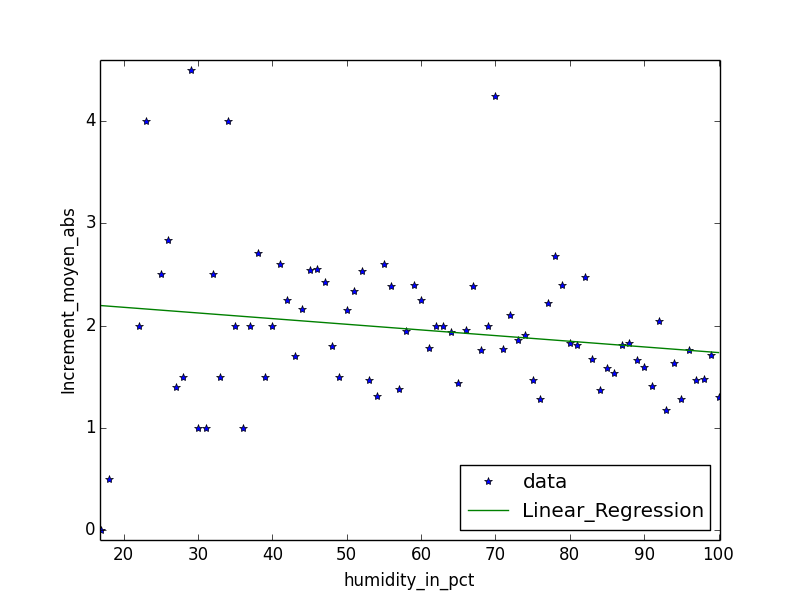 4
3
2
1
0
Increment_moyen_abs
data
Linear_Regression
20 30 40 50 60 70 80 90 100
humidity_in_pct